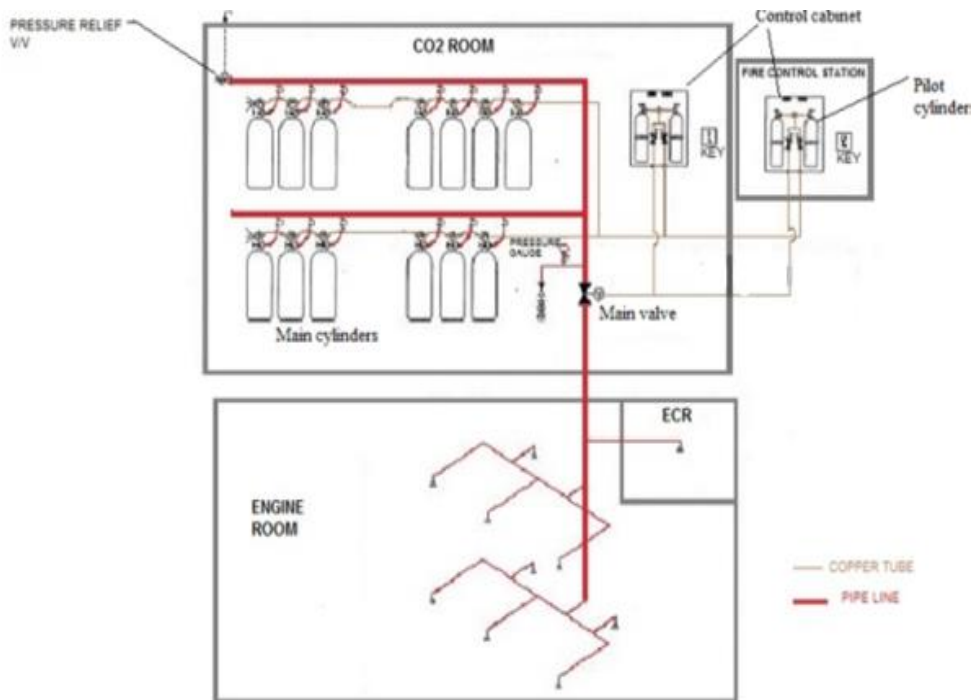 PRESSURE RELIEF
V/V
CO2 ROOM
Control cabinet
FIRE CONTROL STATION
Pilot
cylinders
KEY
KEY
PRESSURE
GAUGE
Main valve
Main cylinders
ECR
ENGINE
ROOM
COPPER TUBE
PIPE LINE